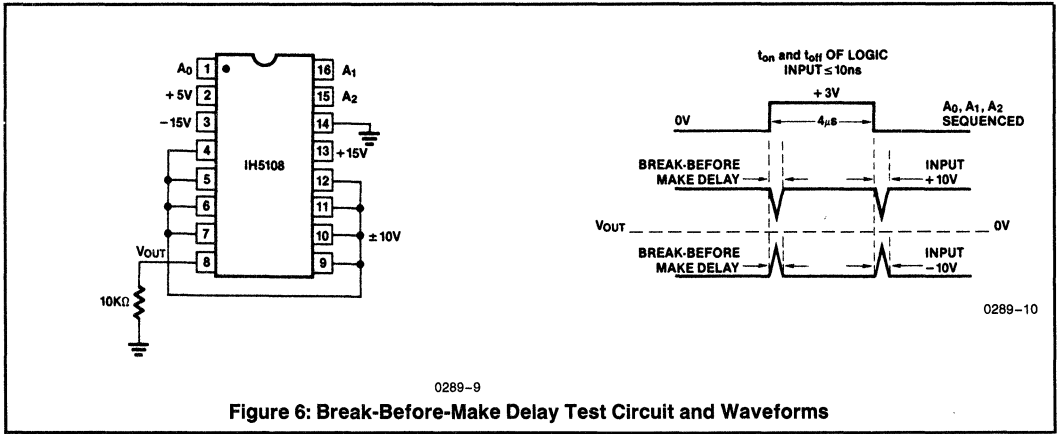 A0 1 16 A1
+5V 2 15 A2
-15V 3 14
4 13 +15V
IH5108
5 12
6 11
7 10 ±10V
VOUT 8 9
10KΩ
0289-9
ton and toff OF LOGIC
INPUT ≤ 10ns
+3V
0V 4μs A0, A1, A2
SEQUENCED
BREAK-BEFORE INPUT
MAKE DELAY +10V
VOUT 0V
BREAK-BEFORE INPUT
MAKE DELAY -10V
0289-10
Figure 6: Break-Before-Make Delay Test Circuit and Waveforms